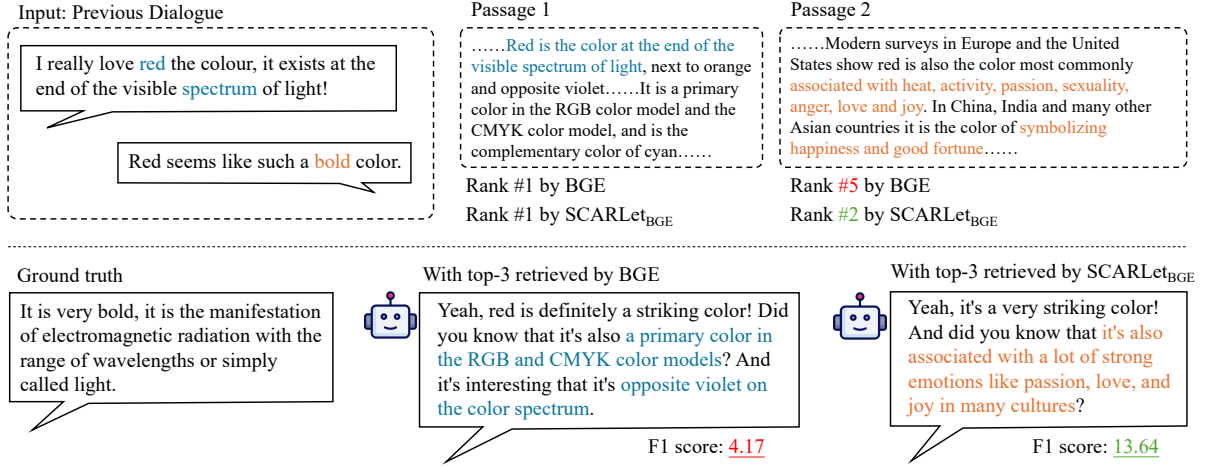 Input: Previous Dialogue
I really love red the colour, it exists at the
end of the visible spectrum of light!
Red seems like such a bold color.
Passage 1
......Red is the color at the end of the
visible spectrum of light, next to orange
and opposite violet......It is a primary
color in the RGB color model and the
CMYK color model, and is the
complementary color of cyan......
Rank #1 by BGE
Rank #1 by SCARLet_BGE
Passage 2
......Modern surveys in Europe and the United
States show red is also the color most commonly
associated with heat, activity, passion, sexuality,
anger, love and joy. In China, India and many other
Asian countries it is the color of symbolizing
happiness and good fortune......
Rank #5 by BGE
Rank #2 by SCARLet_BGE
Ground truth
It is very bold, it is the manifestation
of electromagnetic radiation with the
range of wavelengths or simply
called light.
With top-3 retrieved by BGE
Yeah, red is definitely a striking color! Did
you know that it's also a primary color in
the RGB and CMYK color models? And
it's interesting that it's opposite violet on
the color spectrum.
F1 score: 4.17
With top-3 retrieved by SCARLet_BGE
Yeah, it's a very striking color!
And did you know that it's also
associated with a lot of strong
emotions like passion, love, and
joy in many cultures?
F1 score: 13.64